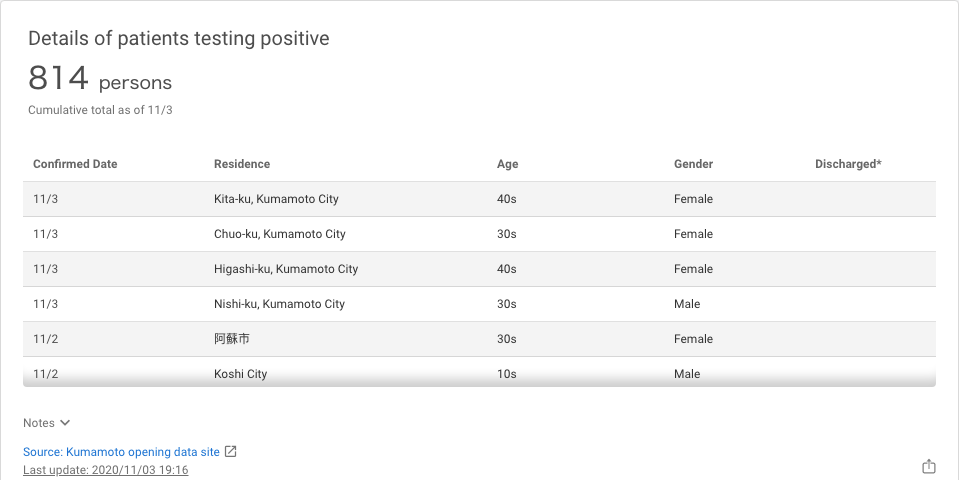 Details of patients testing positive
814 persons
Cumulative total as of 11/3
Confirmed Date Residence Age Gender Discharged*
11/3 Kita-ku, Kumamoto City 40s Female
11/3 Chuo-ku, Kumamoto City 30s Female
11/3 Higashi-ku, Kumamoto City 40s Female
11/3 Nishi-ku, Kumamoto City 30s Male
11/2 阿蘇市 30s Female
11/2 Koshi City 10s Male
Notes
Source: Kumamoto opening data site
Last update: 2020/11/03 19:16